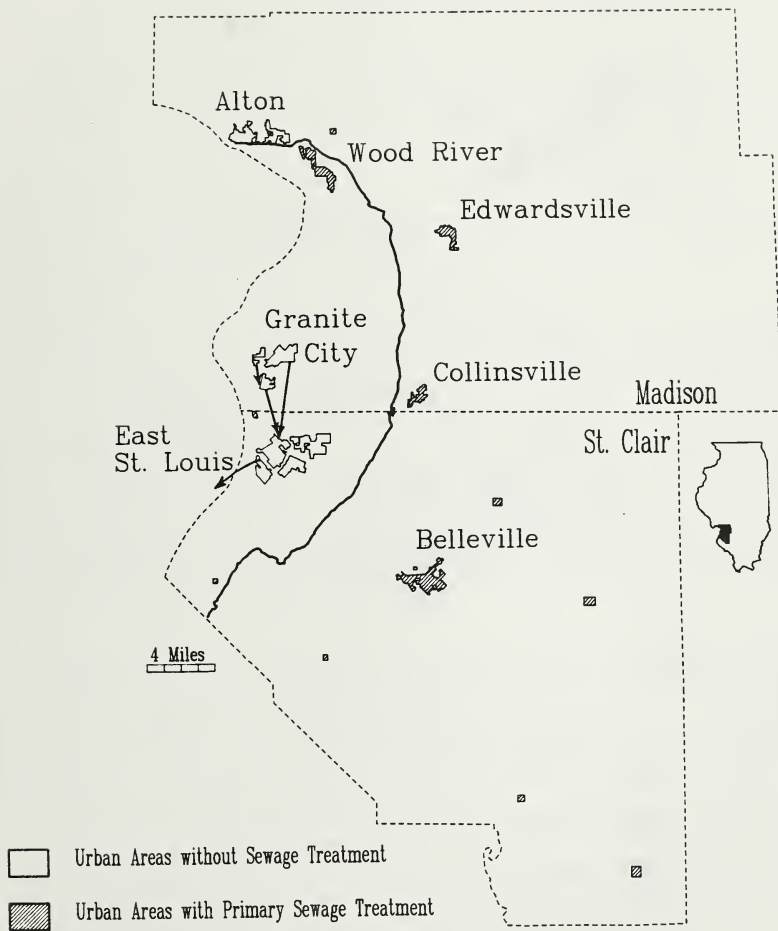 Alton
Wood River
Edwardsville
Granite
City
Collinsville
Madison
East
St. Louis
St. Clair
Belleville
4 Miles
Urban Areas without Sewage Treatment
Urban Areas with Primary Sewage Treatment